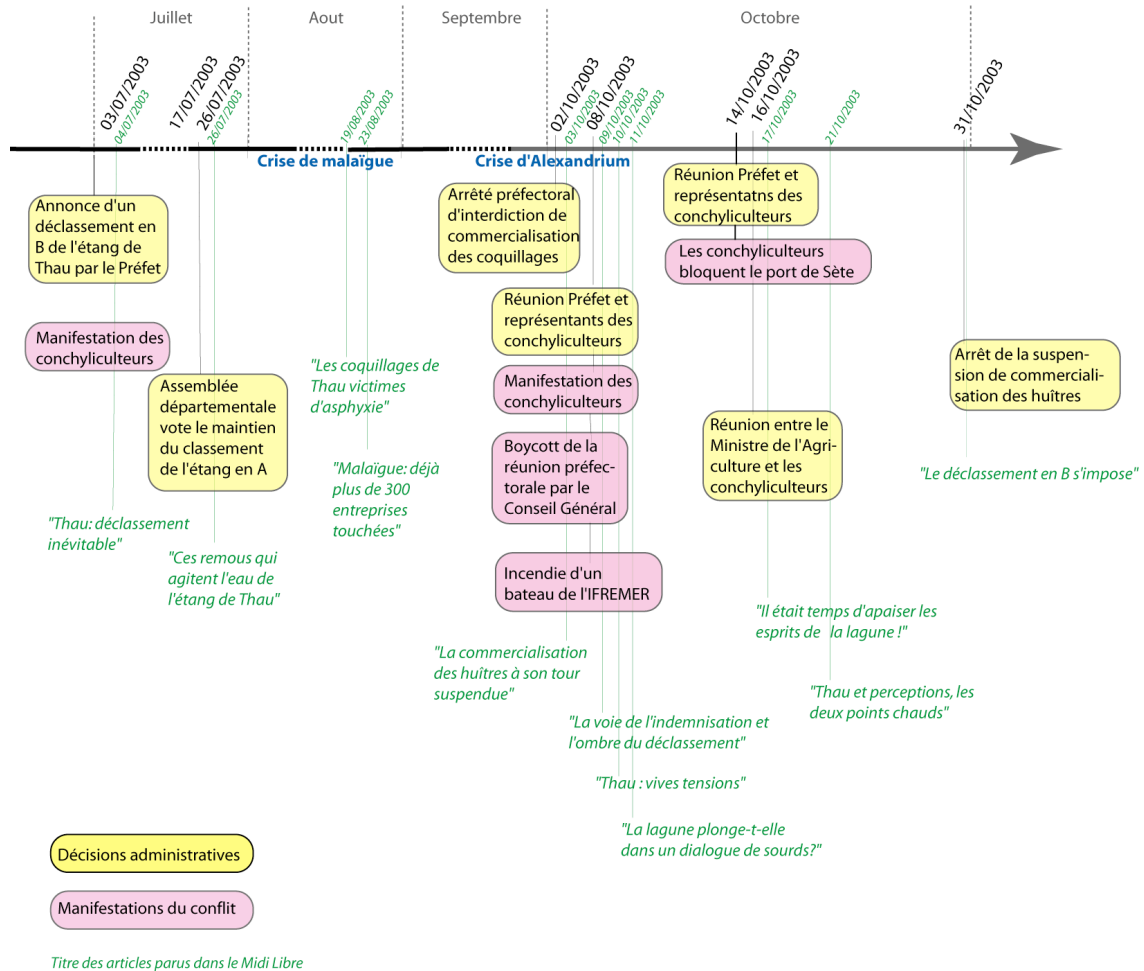 Juillet
Aout
Septembre
Octobre
03/07/2003
04/07/2003
17/07/2003
26/07/2003
26/07/2003
19/08/2003
23/08/2003
02/10/2003
03/10/2003
08/10/2003
09/10/2003
10/10/2003
11/10/2003
14/10/2003
16/10/2003
17/10/2003
21/10/2003
31/10/2003
Crise de malaïgue
Crise d'Alexandrium
Annonce d'un
déclassement en
B de l'étang de
Thau par le Préfet
Manifestation des
conchyliculteurs
Assemblée
départementale
vote le maintien
du classement
de l'étang en A
"Thau: déclassement
inévitable"
"Ces remous qui
agitent l'eau de
l'étang de Thau"
"Les coquillages de
Thau victimes
d'asphyxie"
"Malaïgue: déjà
plus de 300
entreprises
touchées"
Arrêté préfectoral
d'interdiction de
commercialisation
des coquillages
Réunion Préfet et
représentants des
conchyliculteurs
Manifestation des
conchyliculteurs
Boycott de la
réunion préfec-
torale par le
Conseil Général
Incendie d'un
bateau de l'IFREMER
"La commercialisation
des huîtres à son tour
suspendue"
"La voie de l'indemnisation et
l'ombre du déclassement"
"Thau : vives tensions"
"La lagune plonge-t-elle
dans un dialogue de sourds?"
Réunion Préfet et
représentatns des
conchyliculteurs
Les conchyliculteurs
bloquent le port de Sète
Réunion entre le
Ministre de l'Agri-
culture et les
conchyliculteurs
"Il était temps d'apaiser les
esprits de la lagune !"
"Thau et perceptions, les
deux points chauds"
Arrêt de la suspen-
sion de commerciali-
sation des huîtres
"Le déclassement en B s'impose"
Décisions administratives
Manifestations du conflit
Titre des articles parus dans le Midi Libre